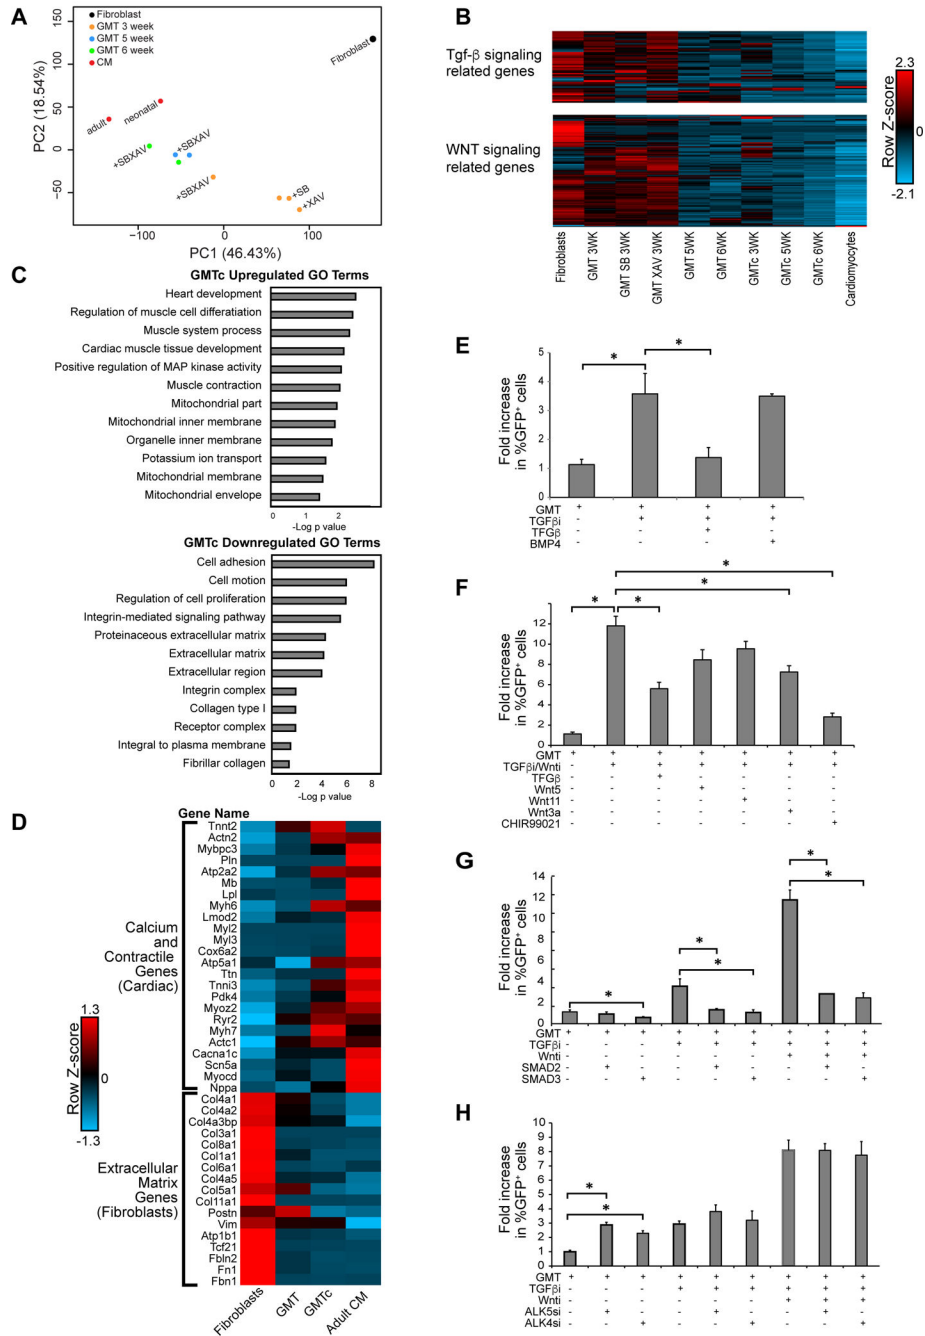 A
Fibroblast
GMT 3 week
GMT 5 week
GMT 6 week
CM
Fibroblast
neonatal
adult
+SBXAV
+SBXAV
+SBXAV
+SB
+XAV
150
100
50
0
−50
PC2 (18.54%)
−100 0 100
PC1 (46.43%)
B
Tgf-β signaling
related genes
WNT signaling
related genes
2.3
Row Z-score
-2.1
Fibroblasts
GMT 3WK
GMT SB 3WK
GMT XAV 3WK
GMT 5WK
GMT 6WK
GMTc 3WK
GMTc 5WK
GMTc 6WK
Cardiomyocytes
C
GMTc Upregulated GO Terms
Heart development
Regulation of muscle cell differatiation
Muscle system process
Cardiac muscle tissue development
Positive regulation of MAP kinase activity
Muscle contraction
Mitochondrial part
Mitochondrial inner membrane
Organelle inner membrane
Potassium ion transport
Mitochondrial membrane
Mitochondrial envelope
0 1 2
-Log p value
GMTc Downregulated GO Terms
Cell adhesion
Cell motion
Regulation of cell proliferation
Integrin-mediated signaling pathway
Proteinaceous extracellular matrix
Extracellular matrix
Extracellular region
Integrin complex
Collagen type I
Receptor complex
Integral to plasma membrane
Fibrillar collagen
0 2 4 6 8
-Log p value
D
Gene Name
Tnnt2
Actn2
Mybpc3
Pln
Atp2a2
Mb
Lpl
Myh6
Lmod2
Myl2
Myl3
Cox6a2
Atp5a1
Ttn
Tnni3
Pdk4
Myoz2
Ryr2
Myh7
Actc1
Cacna1c
Scn5a
Myocd
Nppa
Col4a1
Col4a2
Col4a3bp
Col3a1
Col8a1
Col1a1
Col6a1
Col4a5
Col5a1
Col11a1
Postn
Vim
Atp1b1
Tcf21
Fbln2
Fn1
Fbn1
Calcium
and
Contractile
Genes
(Cardiac)
Extracellular
Matrix
Genes
(Fibroblasts)
1.3
0
-1.3
Row Z-score
Fibroblasts
GMT
GMTc
Adult CM
E
Fold increase
in %GFP⁺ cells
5
4
3
2
1
0
* *
GMT + + + +
TGFβi - + + +
TFGβ - - + -
BMP4 - - - +
F
Fold increase
in %GFP⁺ cells
12
10
8
6
4
2
0
*
*
* *
GMT + + + + + + +
TGFβi/Wnti - + + + + + +
TFGβ - - + - - - -
Wnt5 - - - + - - -
Wnt11 - - - - + - -
Wnt3a - - - - - + -
CHIR99021 - - - - - - +
G
Fold increase
in %GFP⁺ cells
14
12
10
8
6
4
2
0
*
*
*
*
*
GMT + + + + + + + + +
TGFβi - - - + + + + + +
Wnti - - - - - - + + +
SMAD2 - + - - + - - + -
SMAD3 - - + - - + - - +
H
Fold increase
in %GFP⁺ cells
10
9
8
7
6
5
4
3
2
1
0
*
*
GMT + + + + + + + + +
TGFβi - - - + + + + + +
Wnti - - - - - - + + +
ALK5si - + - - + - - + -
ALK4si - - + - - + - - +